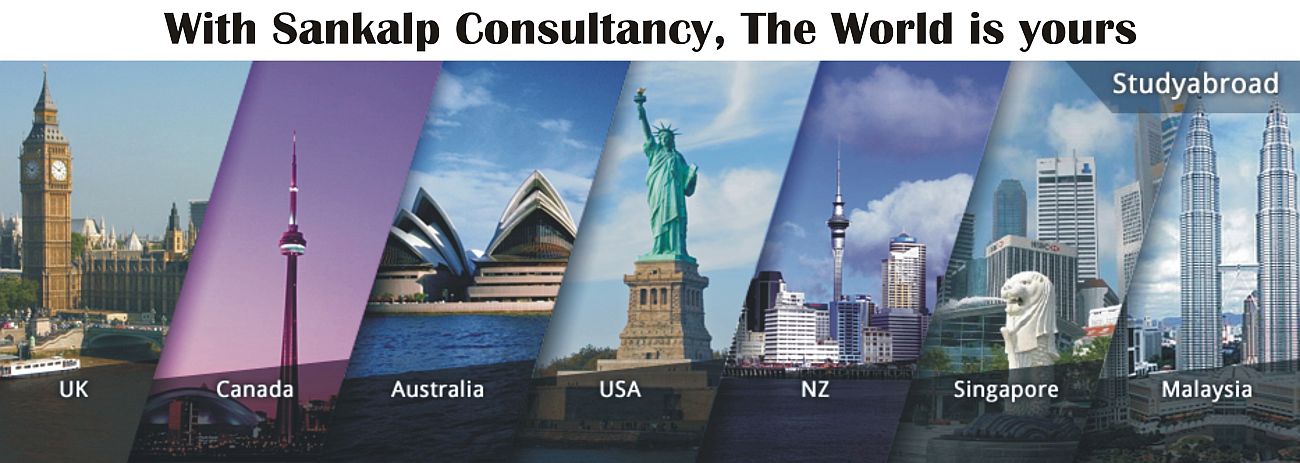 With Sankalp Consultancy, The World is yours
Studyabroad
UK
Canada
Australia
USA
NZ
Singapore
Malaysia